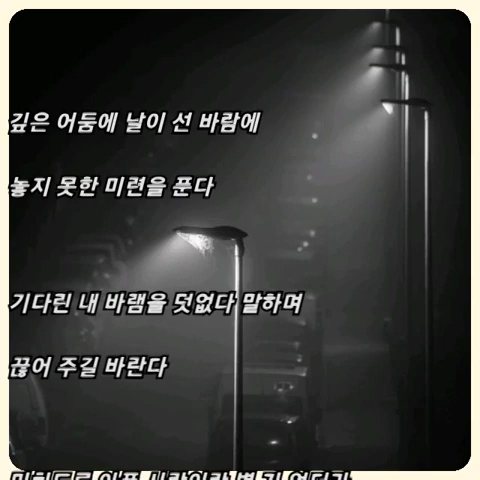 깊은 어둠에 날이 선 바람에
놓지 못한 미련을 푼다
기다린 내 바램을 덧없다 말하며
끊어 주길 바란다